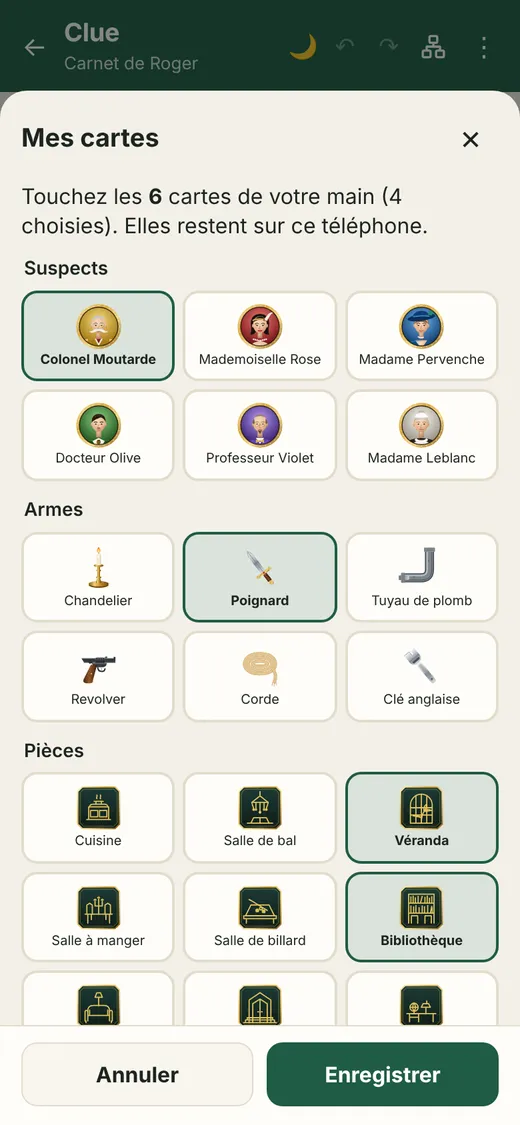 Clue
Carnet de Roger
Mes cartes
Touchez les 6 cartes de votre main (4
choisies). Elles restent sur ce téléphone.
Suspects
Colonel Moutarde
Mademoiselle Rose
Madame Pervenche
Docteur Olive
Professeur Violet
Madame Leblanc
Armes
Chandelier
Poignard
Tuyau de plomb
Revolver
Corde
Clé anglaise
Pièces
Cuisine
Salle de bal
Véranda
Salle à manger
Salle de billard
Bibliothèque
Annuler
Enregistrer